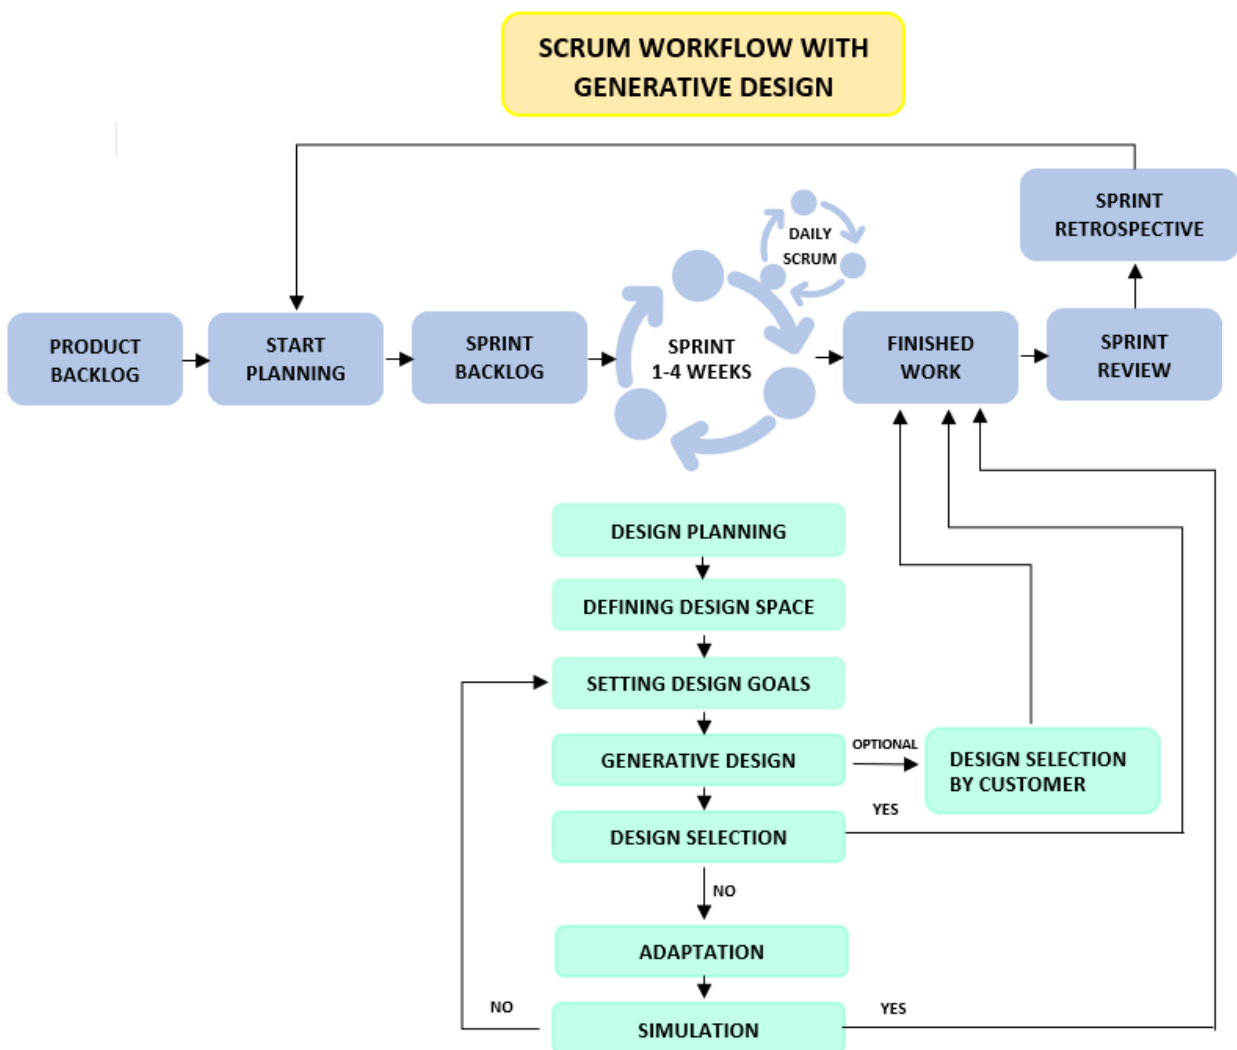 SCRUM WORKFLOW WITH
GENERATIVE DESIGN
SPRINT
RETROSPECTIVE
DAILY
SCRUM
PRODUCT
BACKLOG
START
PLANNING
SPRINT
BACKLOG
SPRINT
1-4 WEEKS
FINISHED
WORK
SPRINT
REVIEW
DESIGN PLANNING
DEFINING DESIGN SPACE
SETTING DESIGN GOALS
GENERATIVE DESIGN
OPTIONAL
DESIGN SELECTION
BY CUSTOMER
DESIGN SELECTION
YES
NO
ADAPTATION
NO
SIMULATION
YES